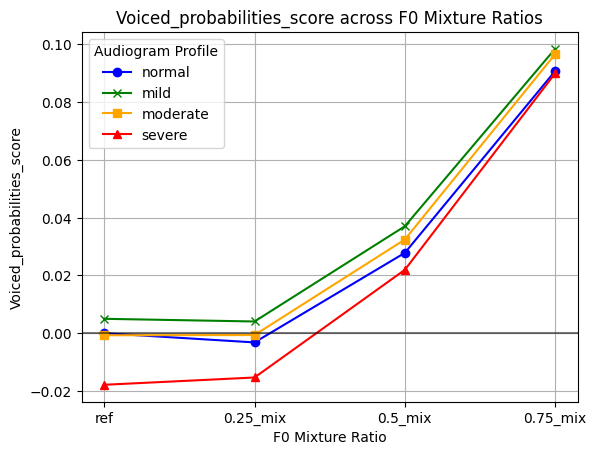 Voiced_probabilities_score across F0 Mixture Ratios
Audiogram Profile
normal
mild
moderate
severe
Voiced_probabilities_score
0.10
0.08
0.06
0.04
0.02
0.00
−0.02
ref
0.25_mix
0.5_mix
0.75_mix
F0 Mixture Ratio